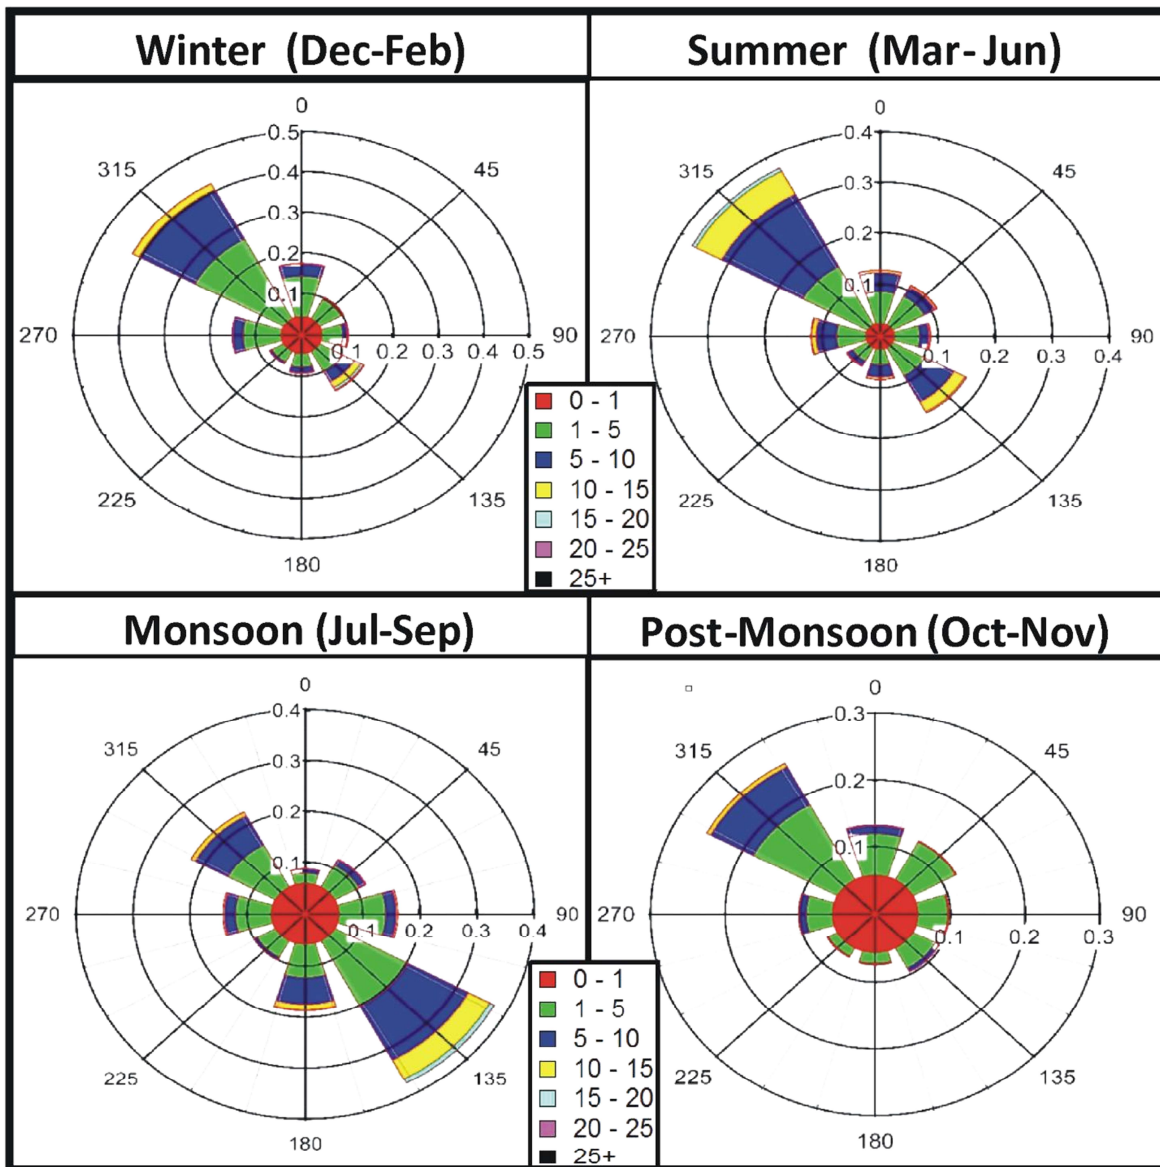 Winter (Dec-Feb)
Summer (Mar- Jun)
0
0.5
0.4
0.3
0.2
0.1
315
45
270
90
0.1 0.2 0.3 0.4 0.5
225
135
180
0
0.4
0.3
0.2
0.1
315
45
270
90
0.1 0.2 0.3 0.4
225
135
180
0 - 1
1 - 5
5 - 10
10 - 15
15 - 20
20 - 25
25+
Monsoon (Jul-Sep)
Post-Monsoon (Oct-Nov)
0
0.4
0.3
0.2
0.1
315
45
270
90
0.1 0.2 0.3 0.4
225
135
180
0
0.3
0.2
0.1
315
45
270
90
0.1 0.2 0.3
225
135
180
0 - 1
1 - 5
5 - 10
10 - 15
15 - 20
20 - 25
25+